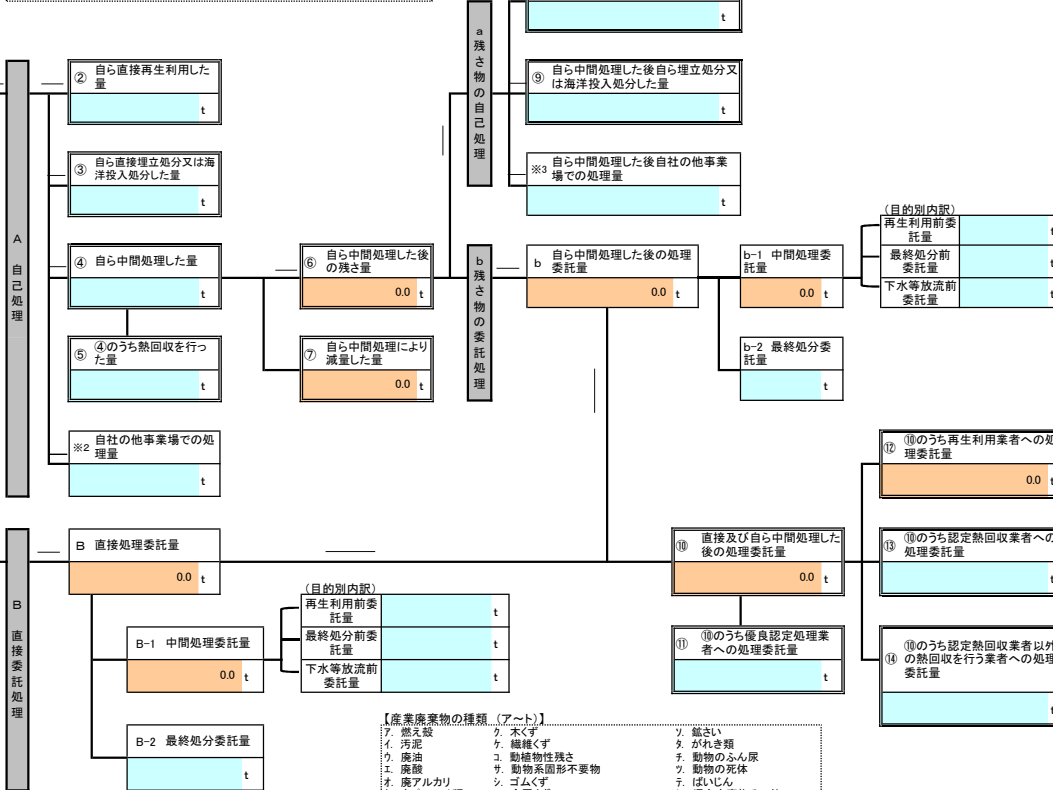 t
a 残さ物の自己処理
② 自ら直接再生利用した
量
t
⑨ 自ら中間処理した後自ら埋立処分又
は海洋投入処分した量
t
③ 自ら直接埋立処分又は海
洋投入処分した量
t
※3 自ら中間処理した後自社の他事業
場での処理量
t
A 自己処理
④ 自ら中間処理した量
t
⑥ 自ら中間処理した後
の残さ量
0.0 t
b 残さ物の委託処理
b 自ら中間処理した後の処理
委託量
0.0 t
b-1 中間処理委
託量
0.0 t
(目的別内訳)
再生利用前委
託量
t
最終処分前
委託量
t
下水等放流前
委託量
t
⑤ ④のうち熱回収を行っ
た量
t
⑦ 自ら中間処理により
減量した量
0.0 t
b-2 最終処分委
託量
t
※2 自社の他事業場での処
理量
t
⑫ ⑩のうち再生利用業者への処
理委託量
0.0 t
B 直接委託処理
B 直接処理委託量
0.0 t
⑩ 直接及び自ら中間処理した
後の処理委託量
0.0 t
⑬ ⑩のうち認定熱回収業者への
処理委託量
t
B-1 中間処理委託量
0.0 t
(目的別内訳)
再生利用前委
託量
t
最終処分前委
託量
t
下水等放流前
委託量
t
⑪ ⑩のうち優良認定処理業
者への処理委託量
t
⑭ ⑩のうち認定熱回収業者以外
の熱回収を行う業者への処理
委託量
t
B-2 最終処分委託量
t
【産業廃棄物の種類 (ア~ト)】
ア. 燃え殻 ク. 木くず ソ. 鉱さい
イ. 汚泥 ケ. 繊維くず タ. がれき類
ウ. 廃油 コ. 動植物性残さ チ. 動物のふん尿
エ. 廃酸 サ. 動物系固形不要物 ツ. 動物の死体
オ. 廃アルカリ シ. ゴムくず テ. ばいじん